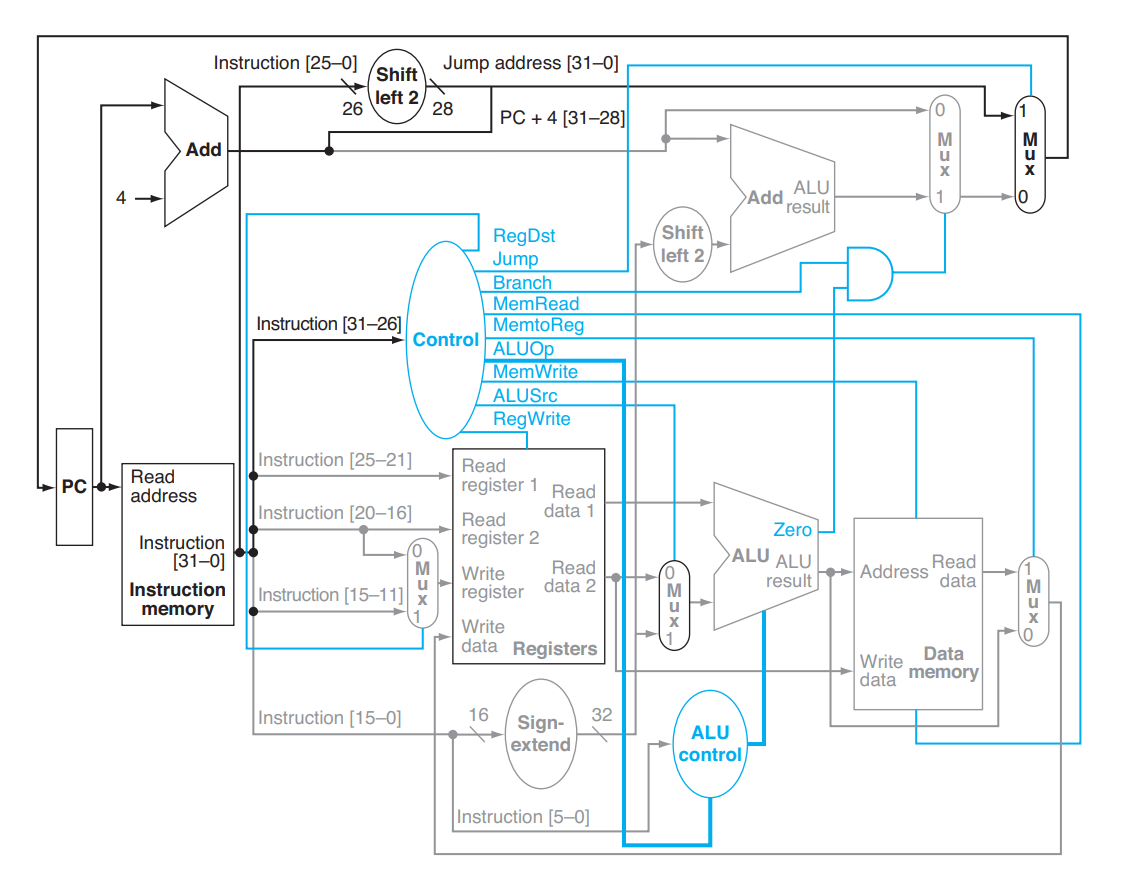 Instruction [25–0]
Shift
left 2
Jump address [31–0]
26
28
PC + 4 [31–28]
Add
4
0
M
u
x
1
1
M
u
x
0
Add
ALU
result
Shift
left 2
RegDst
Jump
Branch
MemRead
MemtoReg
ALUOp
MemWrite
ALUSrc
RegWrite
Instruction [31–26]
Control
PC
Read
address
Instruction
[31–0]
Instruction
memory
Instruction [25–21]
Instruction [20–16]
Instruction [15–11]
0
M
u
x
1
Read
register 1
Read
register 2
Write
register
Write
data
Read
data 1
Read
data 2
Registers
0
M
u
x
1
Zero
ALU
ALU
result
Address
Read
data
Write
data
Data
memory
1
M
u
x
0
Instruction [15–0]
16
Sign-
extend
32
ALU
control
Instruction [5–0]